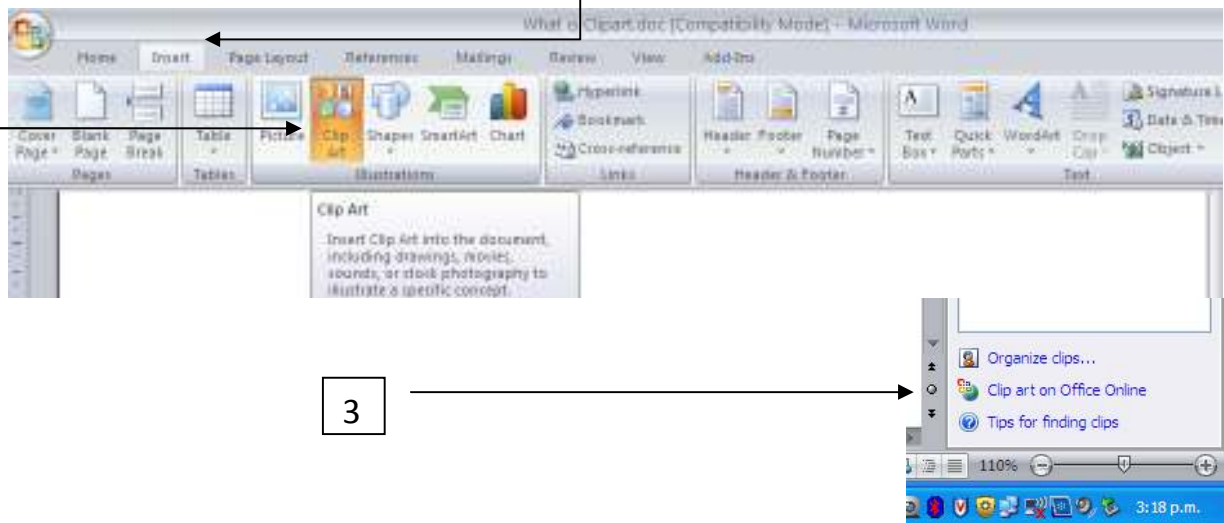 What is Clipart.doc [Compatibility Mode] - Microsoft Word
Home Insert Page Layout References Mailings Review View Add-Ins
Cover Page Blank Page Page Break Table Picture Clip Art Shapes SmartArt Chart Hyperlink Bookmark Cross-reference Header Footer Page Number Text Box Quick Parts WordArt Drop Cap Signature L Date & Time Object
Pages Tables Illustrations Links Header & Footer Text
Clip Art
Insert Clip Art into the document,
including drawings, movies,
sounds, or stock photography to
illustrate a specific concept.
Organize clips...
3
Clip art on Office Online
Tips for finding clips
110%
3:18 p.m.